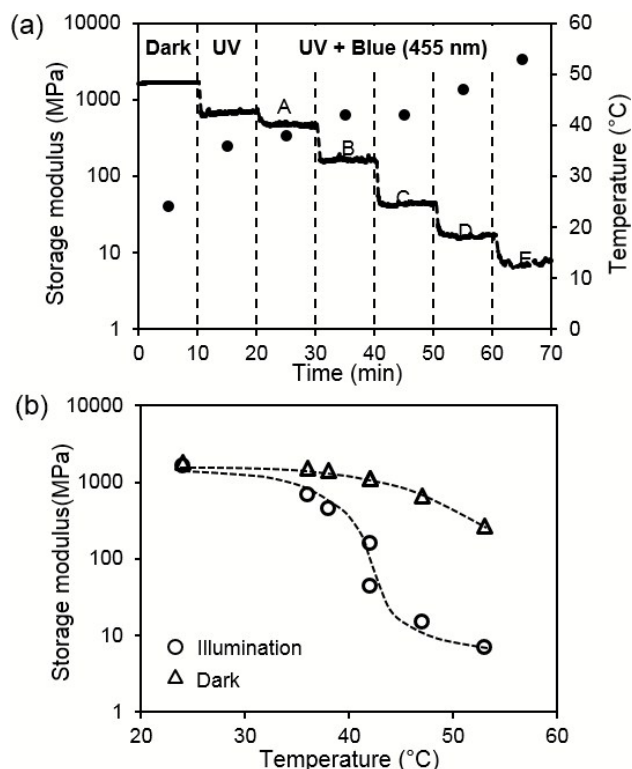 (a)
Dark UV UV + Blue (455 nm)
Storage modulus (MPa)
10000
1000
100
10
1
A
B
C
D
E
60
50
40
30
20
10
0
Temperature (°C)
0 10 20 30 40 50 60 70
Time (min)
(b)
Storage modulus(MPa)
10000
1000
100
10
1
Illumination
Dark
20 30 40 50 60
Temperature (°C)